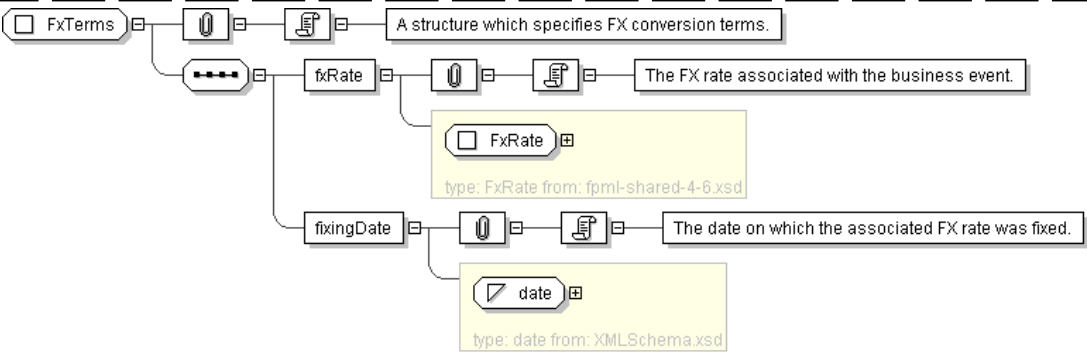 FxTerms
A structure which specifies FX conversion terms.
fxRate
The FX rate associated with the business event.
FxRate
type: FxRate from: fpml-shared-4-6.xsd
fixingDate
The date on which the associated FX rate was fixed.
date
type: date from: XMLSchema.xsd